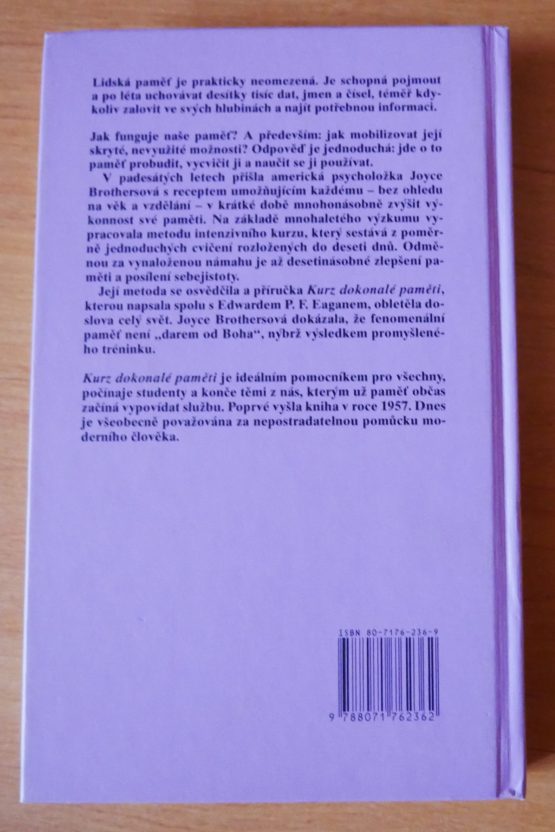 Lidská paměť je prakticky neomezená. Je schopná pojmout
a po léta uchovávat desítky tisíc dat, jmen a čísel, téměř kdy-
koliv zalovit ve svých hlubinách a najít potřebnou informaci.
Jak funguje naše paměť? A především: jak mobilizovat její
skryté, nevyužité možnosti? Odpověď je jednoduchá: jde o to
paměť probudit, vycvičit ji a naučit se ji používat.
V padesátých letech přišla americká psycholožka Joyce
Brothersová s receptem umožňujícím každému – bez ohledu
na věk a vzdělání – v krátké době mnohonásobně zvýšit vý-
konnost své paměti. Na základě mnohaletého výzkumu vy-
pracovala metodu intenzivního kurzu, který sestává z poměr-
ně jednoduchých cvičení rozložených do deseti dnů. Odmě-
nou za vynaloženou námahu je až desetinásobné zlepšení pa-
měti a posílení sebejistoty.
Její metoda se osvědčila a příručka Kurz dokonalé paměti,
kterou napsala spolu s Edwardem P. F. Eaganem, obletěla do-
slova celý svět. Joyce Brothersová dokázala, že fenomenální
paměť není „darem od Boha“, nýbrž výsledkem promyšlené-
ho tréninku.
Kurz dokonalé paměti je ideálním pomocníkem pro všechny,
počínaje studenty a konče těmi z nás, kterým už paměť občas
začíná vypovídat službu. Poprvé vyšla kniha v roce 1957. Dnes
je všeobecně považována za nepostradatelnou pomůcku mo-
derního člověka.
ISBN 80-7176-236-9
9 788071 762362